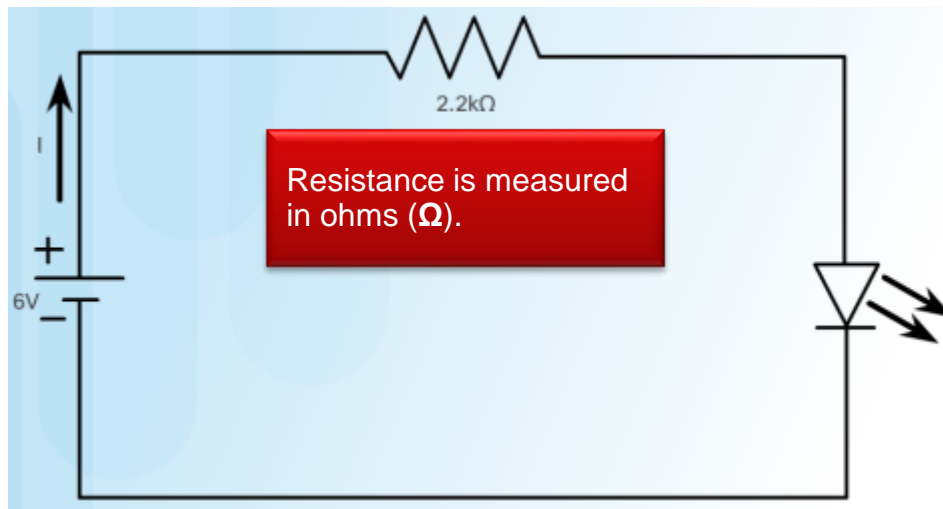 2.2kΩ
I
Resistance is measured
in ohms (Ω).
+
6V
−